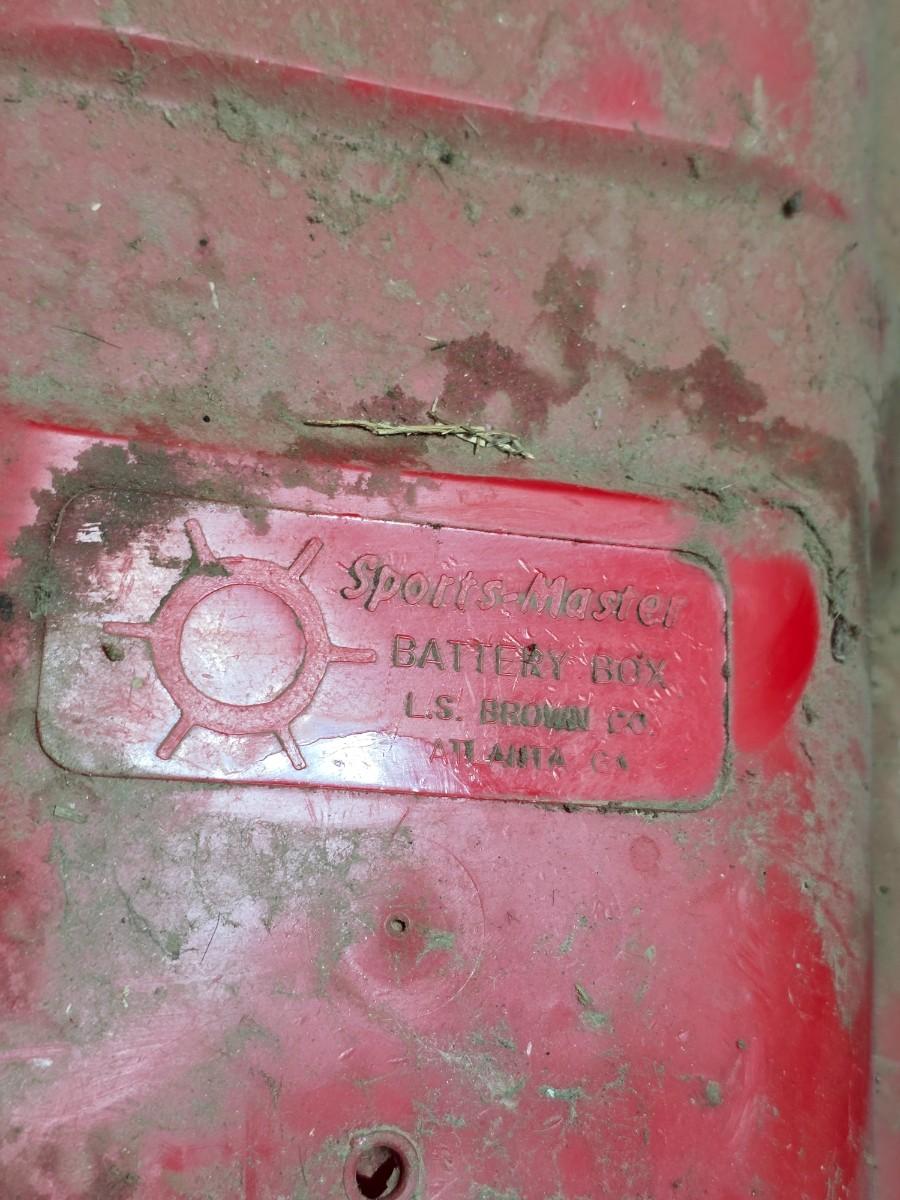 Sports-Master
BATTERY BOX
L.S. BROWN CO.
ATLANTA GA